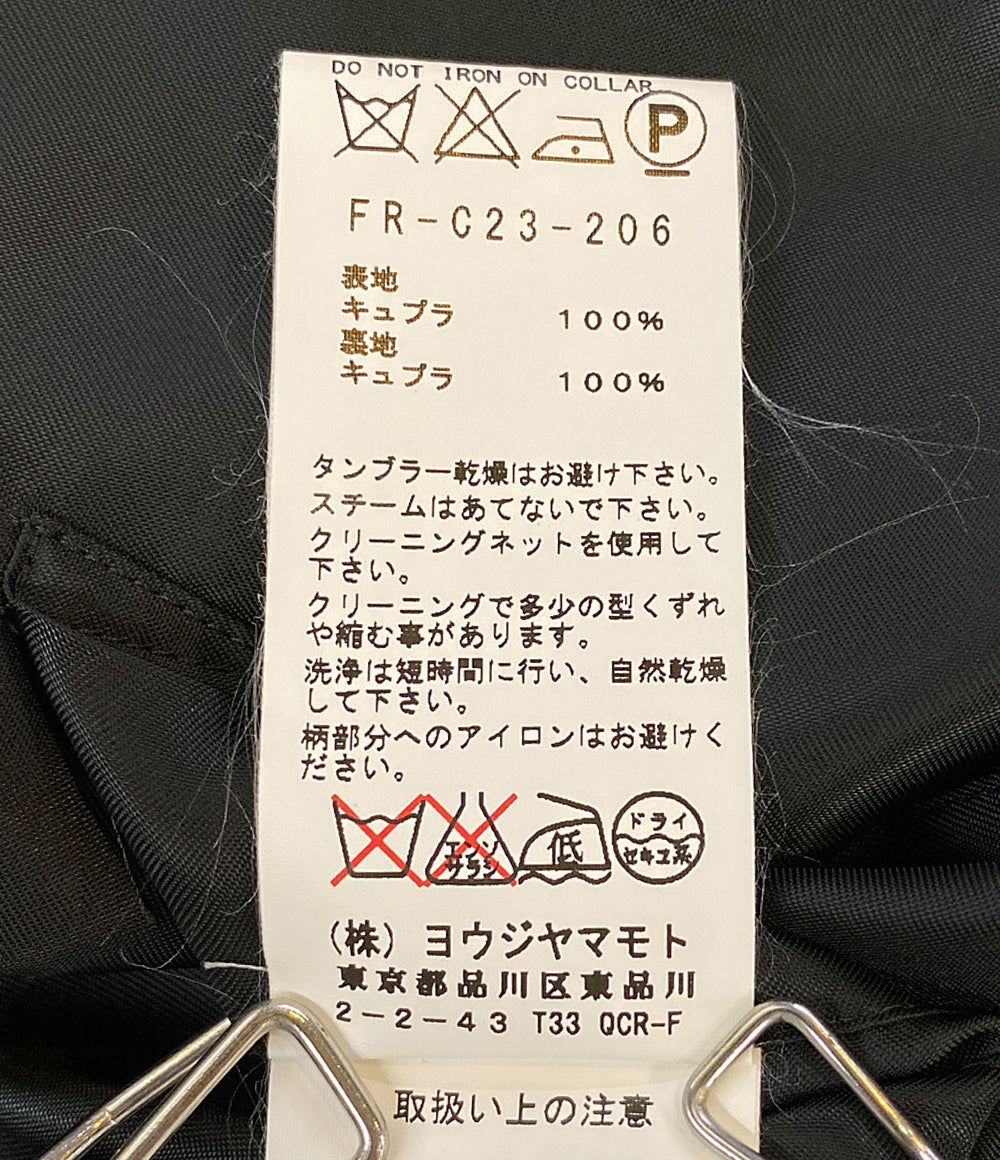 DO NOT IRON ON COLLAR
P
FR-C23-206
表地
キュプラ 100%
裏地
キュプラ 100%
タンブラー乾燥はお避け下さい。
スチームはあてないで下さい。
クリーニングネットを使用して
下さい。
クリーニングで多少の型くずれ
や縮む事があります。
洗浄は短時間に行い、自然乾燥
して下さい。
柄部分へのアイロンはお避けく
ださい。
エンソ
サラシ
低
ドライ
セキユ系
(株)ヨウジヤマモト
東京都品川区東品川
2-2-43 T33 QCR-F
取扱い上の注意